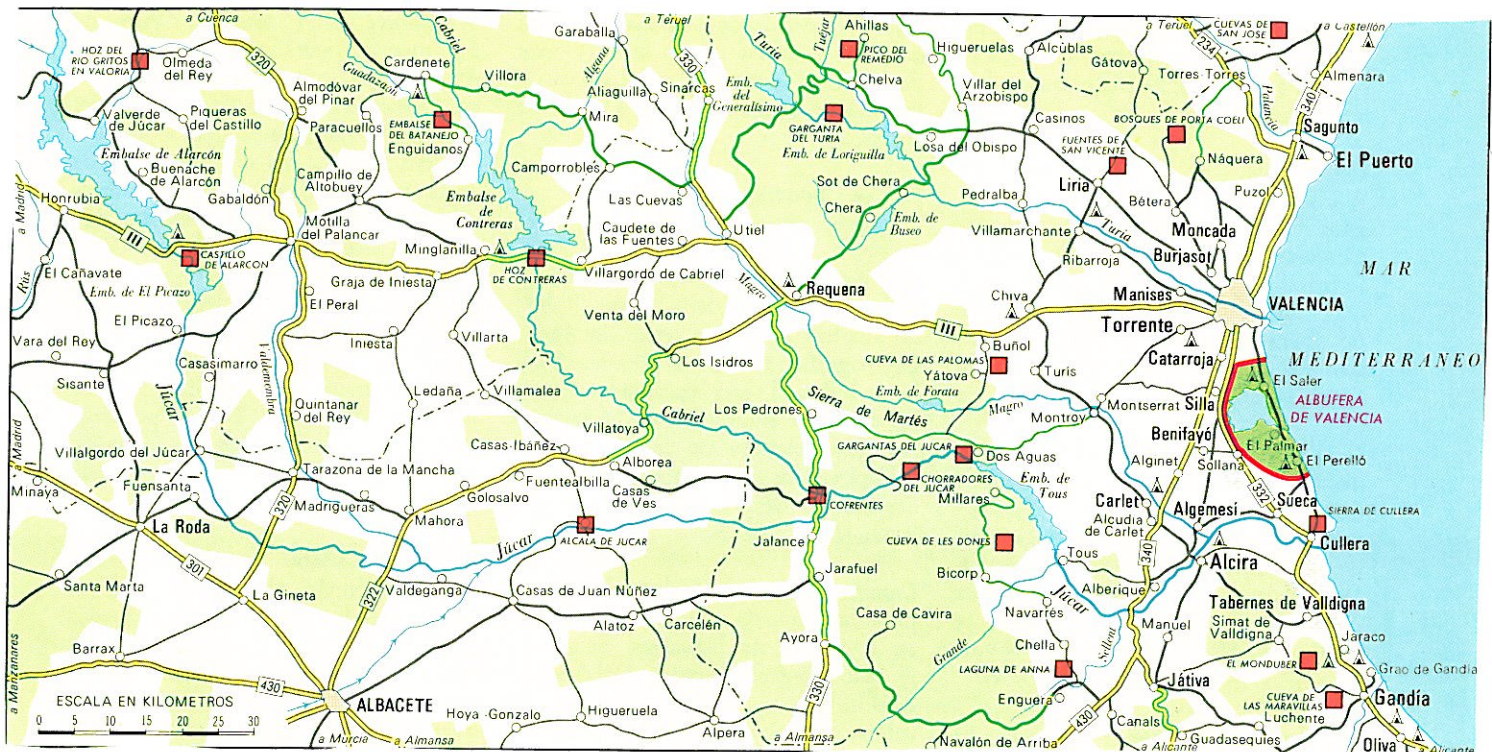 a Cuenca
a Teruel
a Teruel
a Castellón
HOZ DEL
RIO GRITOS
EN VALORIA
Olmeda
del Rey
320
Cabriel
Guadazaón
Cardenete
Villora
Garaballa
Algarra
330
Aliaguilla
Sinarcas
Turia
Tuéjar
Ahillas
PICO DEL
REMEDIO
Chelva
Higueruelas
Alcúblas
Gátova
234
CUEVAS DE
SAN JOSE
Torres-Torres
Almenara
Valverde
de Júcar
Piqueras
del Castillo
Almodóvar
del Pinar
Paracuellos
EMBALSE
DEL BATANEJO
Enguidanos
Mira
Emb.
del
Generalísimo
GARGANTA
DEL TURIA
Villar del
Arzobispo
Casinos
BOSQUES DE PORTA COELI
Palancia
340
Sagunto
El Puerto
Embalse de Alarcón
Buenache
de Alarcón
Gabaldón
Campillo de
Altobuey
Camporrobles
Emb. de Loriguilla
Losa del Obispo
FUENTES DE
SAN VICENTE
Náquera
a Madrid
Honrubia
Motilla
del Palancar
Embalse
de
Contreras
Las Cuevas
Sot de Chera
Chera
Emb. de
Buseo
Pedralba
Liria
Bétera
Puzol
III
CASTILLO
DE ALARCON
Minglanilla
Caudete de
las Fuentes
Utiel
Villamarchante
Turia
Moncada
El Cañavate
Emb. de El Picazo
Graja de Iniesta
HOZ
DE CONTRERAS
Villargordo de Cabriel
Magro
Requena
Ribarroja
Burjasot
MAR
Rús
El Peral
Venta del Moro
Chiva
Manises
VALENCIA
El Picazo
Valdemembra
Iniesta
Villarta
III
Torrente
Vara del Rey
Sisante
Casasimarro
Los Isidros
Buñol
CUEVA DE LAS PALOMAS
Yátova
Turis
Catarroja
MEDITERRANEO
Júcar
Quintanar
del Rey
Ledaña
Villamalea
Emb. de Forata
Magro
Montroy
Montserrat
Silla
El Saler
ALBUFERA
DE VALENCIA
a Madrid
Villalgordo del Júcar
Villatoya
Cabriel
Los Pedrones
Sierra de Martés
Benifayó
El Palmar
Casas-Ibáñez
GARGANTAS DEL JUCAR
Dos Aguas
Alginet
Sollana
El Perelló
Minaya
Fuensanta
Tarazona de la Mancha
Alborea
Fuentealbilla
Casas
de Ves
CHORRADORES
DEL JUCAR
Emb. de
Tous
332
Madrigueras
320
Golosalvo
Mahora
COFRENTES
Millares
Carlet
Alcudia
de Carlet
Algemesí
Sueca
SIERRA DE CULLERA
La Roda
Júcar
ALCALA DE JUCAR
Jalance
CUEVA DE LES DONES
Tous
340
Cullera
Alcira
Santa Marta
301
322
Valdeganga
Casas de Juan Núñez
Jarafuel
Bicorp
Júcar
Alberique
La Gineta
Alatoz
Carcelén
Casa de Cavira
Navarrés
Tabernes de Valldigna
a Manzanares
Barrax
Ayora
Grande
Chella
Sellent
Manuel
Simat de
Valldigna
Jaraco
430
LAGUNA DE ANNA
EL MONDUBER
Grao de Gandía
ESCALA EN KILOMETROS
0 5 10 15 20 25 30
ALBACETE
Hoya-Gonzalo
Higueruela
Alpera
330
Enguera
430
Játiva
CUEVA DE
LAS MARAVILLAS
Luchente
Gandía
Canals
Guadasequies
a Murcia
a Almansa
a Almansa
Navalón de Arriba
a Alicante
Oliva
a Alicante